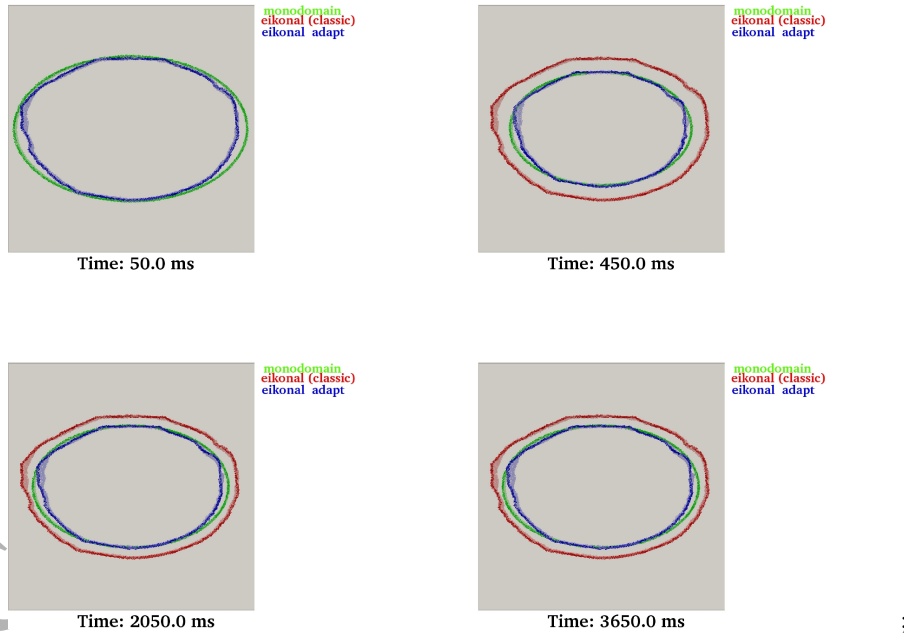 monodomain
eikonal (classic)
eikonal adapt
Time: 50.0 ms
monodomain
eikonal (classic)
eikonal adapt
Time: 450.0 ms
monodomain
eikonal (classic)
eikonal adapt
Time: 2050.0 ms
monodomain
eikonal (classic)
eikonal adapt
Time: 3650.0 ms